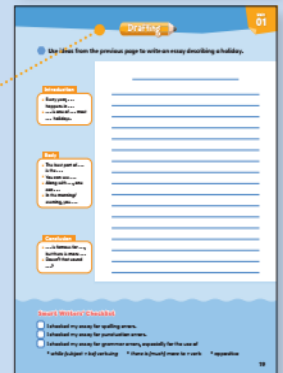 01
Drafting
Use ideas from the previous page to write an essay describing a holiday.
Introduction
• Every year, ...
happens in ...
• ... is one of ... most
... holidays.
Body
• The best part of ...
is the ...
• You can see ...
• Along with ..., one
can ...
• In the morning/
evening, you ...
Conclusion
• ... is famous for ...,
but there is more ...
• Doesn't that sound
...?
Smart Writer's Checklist
I checked my essay for spelling errors.
I checked my essay for punctuation errors.
I checked my essay for grammar errors, especially for the use of
* while (subject + be) verb-ing * there is (much) more to + verb * appositive
19